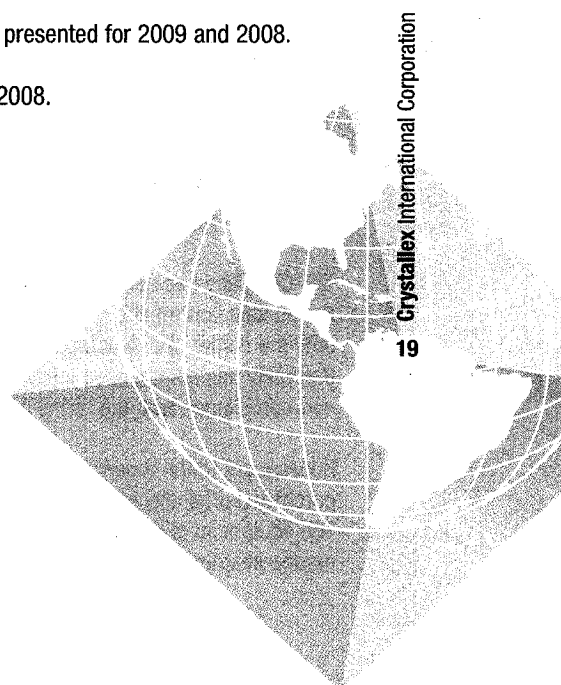 presented for 2009 and 2008.
2008.
19 Crystallex International Corporation